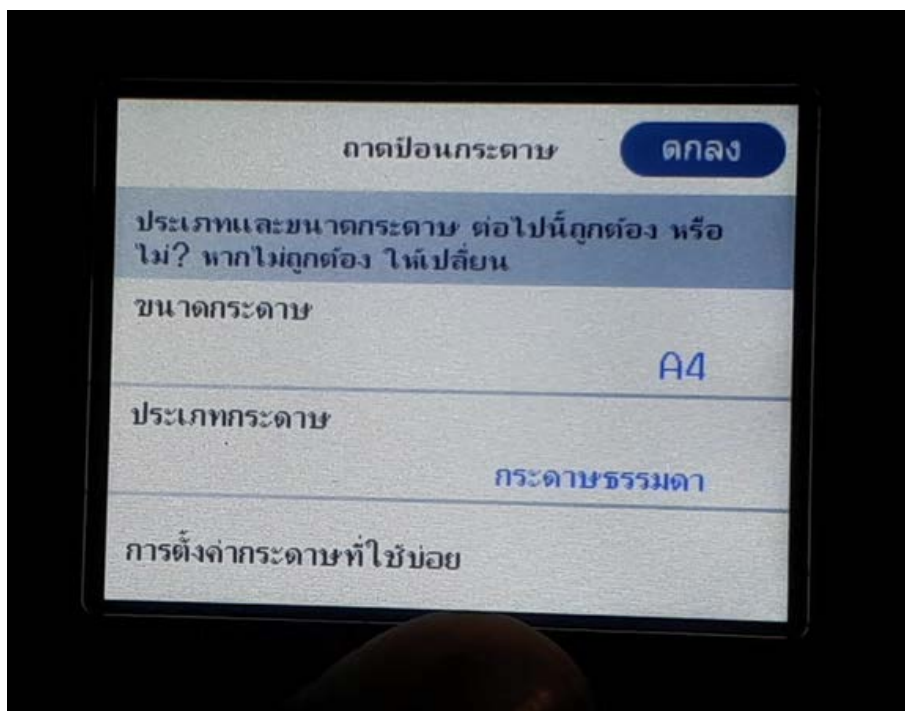 ถาดป้อนกระดาษ
ตกลง
ประเภทและขนาดกระดาษ ต่อไปนี้ถูกต้อง หรือ
ไม่? หากไม่ถูกต้อง ให้เปลี่ยน
ขนาดกระดาษ
A4
ประเภทกระดาษ
กระดาษธรรมดา
การตั้งค่ากระดาษที่ใช้บ่อย